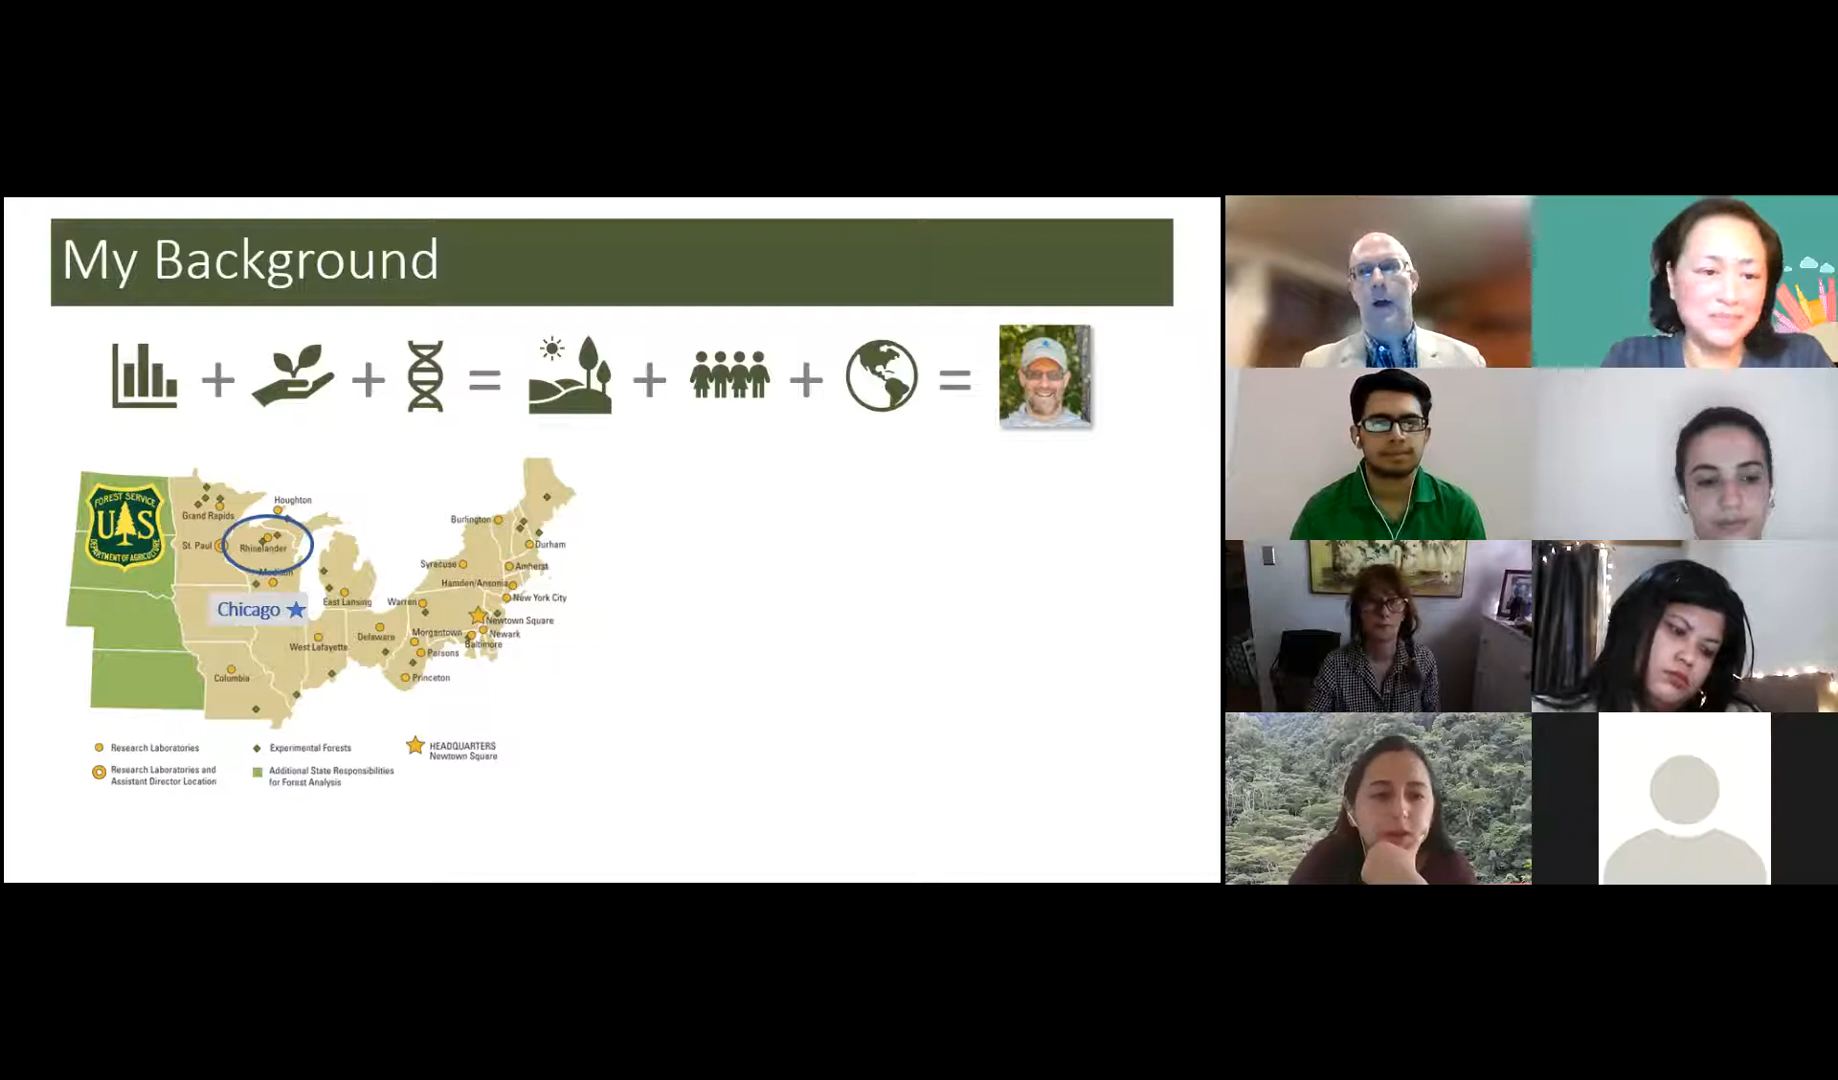 My Background
FOREST SERVICE
U S
DEPARTMENT OF AGRICULTURE
Houghton
Grand Rapids
St. Paul
Rhinelander
Madison
Chicago
East Lansing
West Lafayette
Columbia
Burlington
Durham
Syracuse
Amherst
Hamden/Ansonia
New York City
Warren
Newtown Square
Delaware
Morgantown
Newark
Baltimore
Parsons
Princeton
Research Laboratories
Experimental Forests
HEADQUARTERS
Newtown Square
Research Laboratories and
Assistant Director Location
Additional State Responsibilities
for Forest Analysis